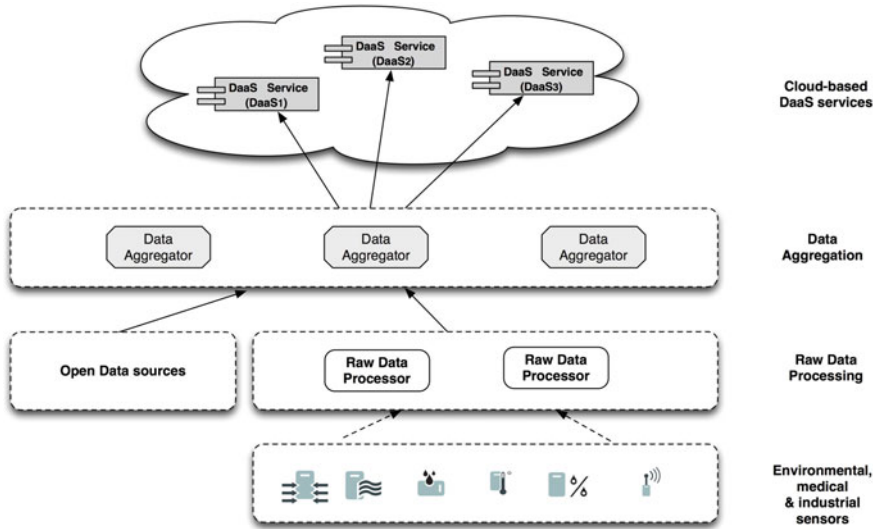 DaaS Service
(DaaS2)
DaaS Service
(DaaS1)
DaaS Service
(DaaS3)
Cloud-based
DaaS services
Data
Aggregator
Data
Aggregator
Data
Aggregator
Data
Aggregation
Open Data sources
Raw Data
Processor
Raw Data
Processor
Raw Data
Processing
Environmental,
medical
& industrial
sensors